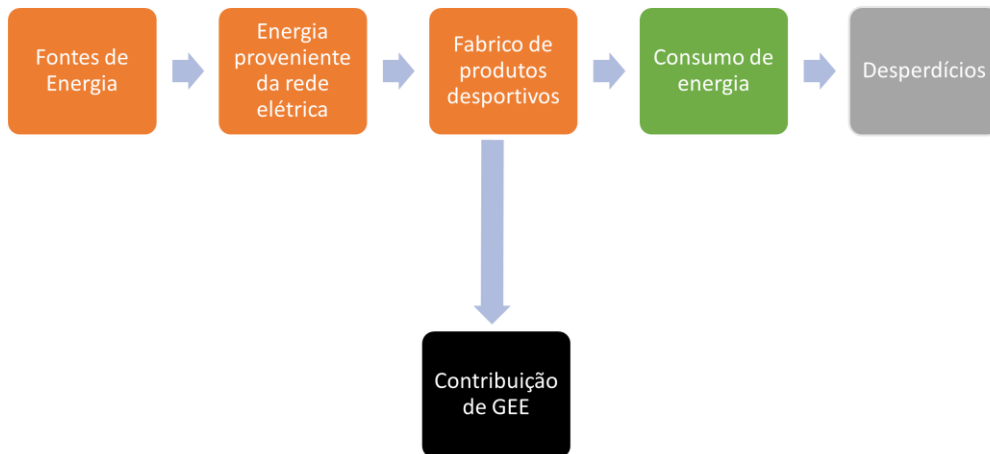 Fontes de
Energia
Energia
proveniente
da rede
elétrica
Fabrico de
produtos
desportivos
Consumo de
energia
Desperdícios
Contribuição
de GEE